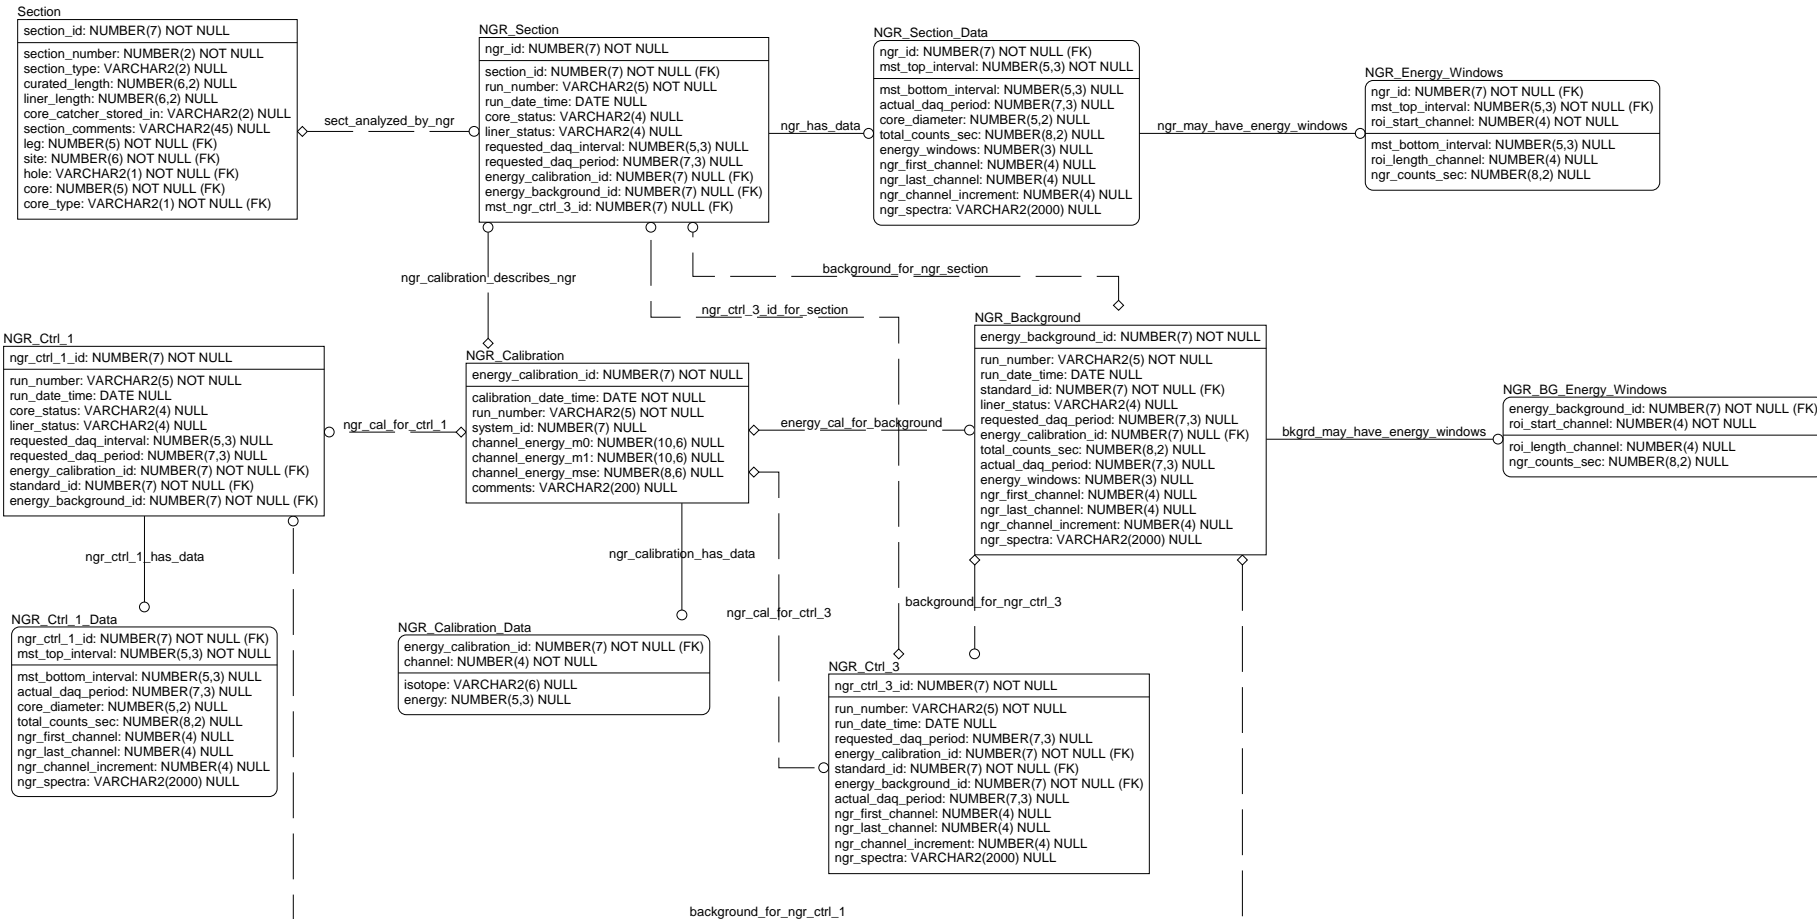 Section
section_id: NUMBER(7) NOT NULL
section_number: NUMBER(2) NOT NULL
section_type: VARCHAR2(2) NULL
curated_length: NUMBER(6,2) NULL
liner_length: NUMBER(6,2) NULL
core_catcher_stored_in: VARCHAR2(2) NULL
section_comments: VARCHAR2(45) NULL
leg: NUMBER(5) NOT NULL (FK)
site: NUMBER(6) NOT NULL (FK)
hole: VARCHAR2(1) NOT NULL (FK)
core: NUMBER(5) NOT NULL (FK)
core_type: VARCHAR2(1) NOT NULL (FK)
sect_analyzed_by_ngr
NGR_Section
ngr_id: NUMBER(7) NOT NULL
section_id: NUMBER(7) NOT NULL (FK)
run_number: VARCHAR2(5) NOT NULL
run_date_time: DATE NULL
core_status: VARCHAR2(4) NULL
liner_status: VARCHAR2(4) NULL
requested_daq_interval: NUMBER(5,3) NULL
requested_daq_period: NUMBER(7,3) NULL
energy_calibration_id: NUMBER(7) NULL (FK)
energy_background_id: NUMBER(7) NULL (FK)
mst_ngr_ctrl_3_id: NUMBER(7) NULL (FK)
ngr_has_data
NGR_Section_Data
ngr_id: NUMBER(7) NOT NULL (FK)
mst_top_interval: NUMBER(5,3) NOT NULL
mst_bottom_interval: NUMBER(5,3) NULL
actual_daq_period: NUMBER(7,3) NULL
core_diameter: NUMBER(5,2) NULL
total_counts_sec: NUMBER(8,2) NULL
energy_windows: NUMBER(3) NULL
ngr_first_channel: NUMBER(4) NULL
ngr_last_channel: NUMBER(4) NULL
ngr_channel_increment: NUMBER(4) NULL
ngr_spectra: VARCHAR2(2000) NULL
ngr_may_have_energy_windows
NGR_Energy_Windows
ngr_id: NUMBER(7) NOT NULL (FK)
mst_top_interval: NUMBER(5,3) NOT NULL (FK)
roi_start_channel: NUMBER(4) NOT NULL
mst_bottom_interval: NUMBER(5,3) NULL
roi_length_channel: NUMBER(4) NULL
ngr_counts_sec: NUMBER(8,2) NULL
ngr_calibration_describes_ngr
background_for_ngr_section
ngr_ctrl_3_id_for_section
NGR_Ctrl_1
ngr_ctrl_1_id: NUMBER(7) NOT NULL
run_number: VARCHAR2(5) NOT NULL
run_date_time: DATE NULL
core_status: VARCHAR2(4) NULL
liner_status: VARCHAR2(4) NULL
requested_daq_interval: NUMBER(5,3) NULL
requested_daq_period: NUMBER(7,3) NULL
energy_calibration_id: NUMBER(7) NOT NULL (FK)
standard_id: NUMBER(7) NOT NULL (FK)
energy_background_id: NUMBER(7) NOT NULL (FK)
ngr_cal_for_ctrl_1
NGR_Calibration
energy_calibration_id: NUMBER(7) NOT NULL
calibration_date_time: DATE NOT NULL
run_number: VARCHAR2(5) NOT NULL
system_id: NUMBER(7) NULL
channel_energy_m0: NUMBER(10,6) NULL
channel_energy_m1: NUMBER(10,6) NULL
channel_energy_mse: NUMBER(8,6) NULL
comments: VARCHAR2(200) NULL
energy_cal_for_background
NGR_Background
energy_background_id: NUMBER(7) NOT NULL
run_number: VARCHAR2(5) NOT NULL
run_date_time: DATE NULL
standard_id: NUMBER(7) NOT NULL (FK)
liner_status: VARCHAR2(4) NULL
requested_daq_period: NUMBER(7,3) NULL
energy_calibration_id: NUMBER(7) NULL (FK)
total_counts_sec: NUMBER(8,2) NULL
actual_daq_period: NUMBER(7,3) NULL
energy_windows: NUMBER(3) NULL
ngr_first_channel: NUMBER(4) NULL
ngr_last_channel: NUMBER(4) NULL
ngr_channel_increment: NUMBER(4) NULL
ngr_spectra: VARCHAR2(2000) NULL
bkgrd_may_have_energy_windows
NGR_BG_Energy_Windows
energy_background_id: NUMBER(7) NOT NULL (FK)
roi_start_channel: NUMBER(4) NOT NULL
roi_length_channel: NUMBER(4) NULL
ngr_counts_sec: NUMBER(8,2) NULL
ngr_ctrl_1_has_data
ngr_calibration_has_data
ngr_cal_for_ctrl_3
background_for_ngr_ctrl_3
NGR_Ctrl_1_Data
ngr_ctrl_1_id: NUMBER(7) NOT NULL (FK)
mst_top_interval: NUMBER(5,3) NOT NULL
mst_bottom_interval: NUMBER(5,3) NULL
actual_daq_period: NUMBER(7,3) NULL
core_diameter: NUMBER(5,2) NULL
total_counts_sec: NUMBER(8,2) NULL
ngr_first_channel: NUMBER(4) NULL
ngr_last_channel: NUMBER(4) NULL
ngr_channel_increment: NUMBER(4) NULL
ngr_spectra: VARCHAR2(2000) NULL
NGR_Calibration_Data
energy_calibration_id: NUMBER(7) NOT NULL (FK)
channel: NUMBER(4) NOT NULL
isotope: VARCHAR2(6) NULL
energy: NUMBER(5,3) NULL
NGR_Ctrl_3
ngr_ctrl_3_id: NUMBER(7) NOT NULL
run_number: VARCHAR2(5) NOT NULL
run_date_time: DATE NULL
requested_daq_period: NUMBER(7,3) NULL
energy_calibration_id: NUMBER(7) NOT NULL (FK)
standard_id: NUMBER(7) NOT NULL (FK)
energy_background_id: NUMBER(7) NOT NULL (FK)
actual_daq_period: NUMBER(7,3) NULL
ngr_first_channel: NUMBER(4) NULL
ngr_last_channel: NUMBER(4) NULL
ngr_channel_increment: NUMBER(4) NULL
ngr_spectra: VARCHAR2(2000) NULL
background_for_ngr_ctrl_1